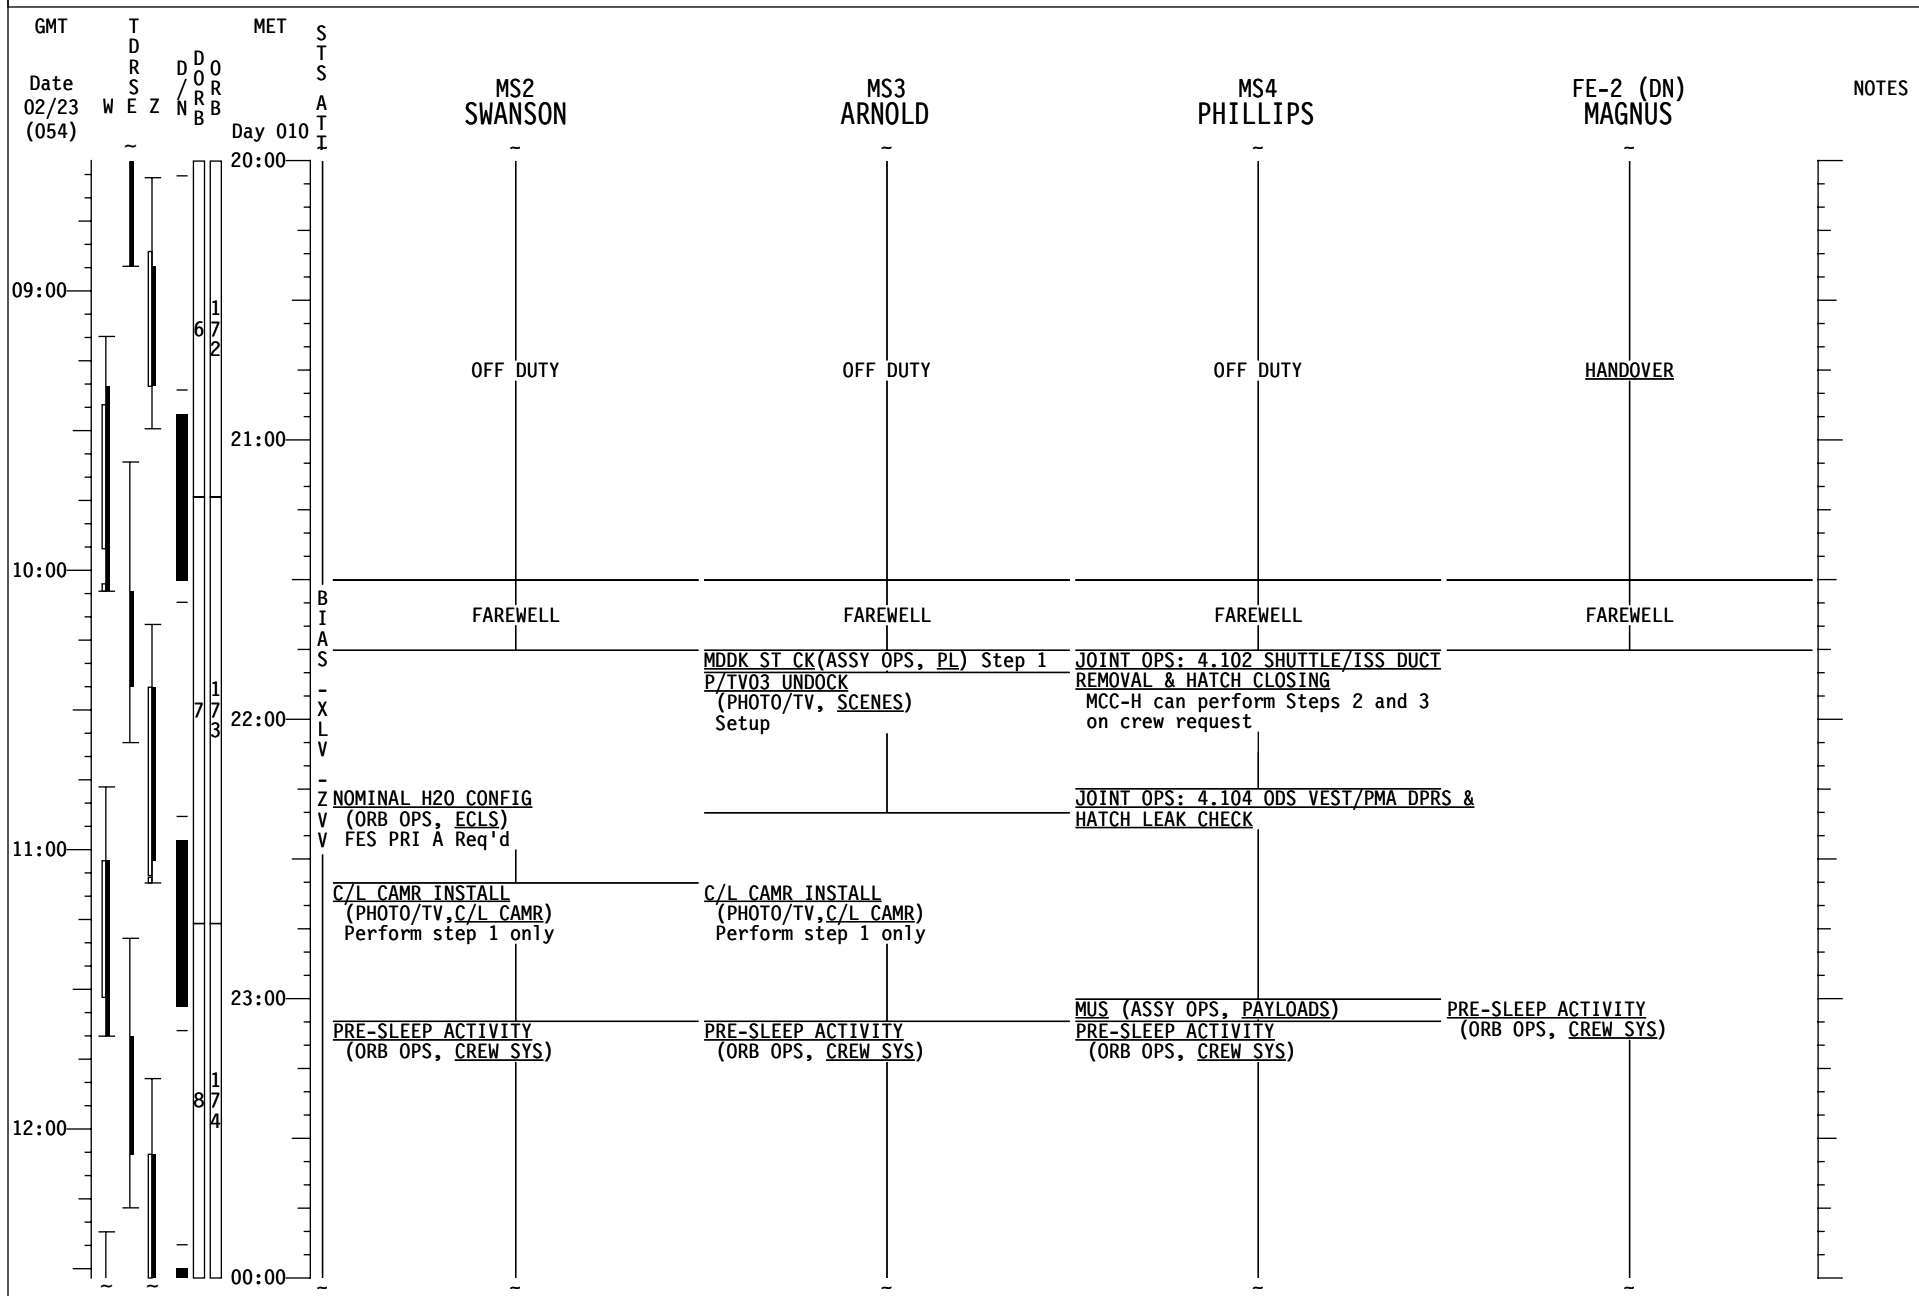 GMT
Date
02/23
(054)
TDRS
W E Z
D/N
DORB
ORB
MET
Day 010
STS ATT
MS2
SWANSON
MS3
ARNOLD
MS4
PHILLIPS
FE-2 (DN)
MAGNUS
NOTES
~ ~ ~ ~ ~
20:00
09:00
6
172
OFF DUTY
OFF DUTY
OFF DUTY
HANDOVER
21:00
10:00
BIAS -XLV -ZVV
FAREWELL
FAREWELL
FAREWELL
FAREWELL
MDDK ST CK(ASSY OPS, PL) Step 1
P/TV03 UNDOCK
(PHOTO/TV, SCENES)
Setup
JOINT OPS: 4.102 SHUTTLE/ISS DUCT
REMOVAL & HATCH CLOSING
MCC-H can perform Steps 2 and 3
on crew request
7
173
22:00
NOMINAL H2O CONFIG
(ORB OPS, ECLS)
FES PRI A Req'd
JOINT OPS: 4.104 ODS VEST/PMA DPRS &
HATCH LEAK CHECK
11:00
C/L CAMR INSTALL
(PHOTO/TV,C/L CAMR)
Perform step 1 only
C/L CAMR INSTALL
(PHOTO/TV,C/L CAMR)
Perform step 1 only
23:00
MUS (ASSY OPS, PAYLOADS)
PRE-SLEEP ACTIVITY
(ORB OPS, CREW SYS)
PRE-SLEEP ACTIVITY
(ORB OPS, CREW SYS)
PRE-SLEEP ACTIVITY
(ORB OPS, CREW SYS)
PRE-SLEEP ACTIVITY
(ORB OPS, CREW SYS)
8
174
12:00
00:00
~ ~ ~ ~ ~ ~ ~